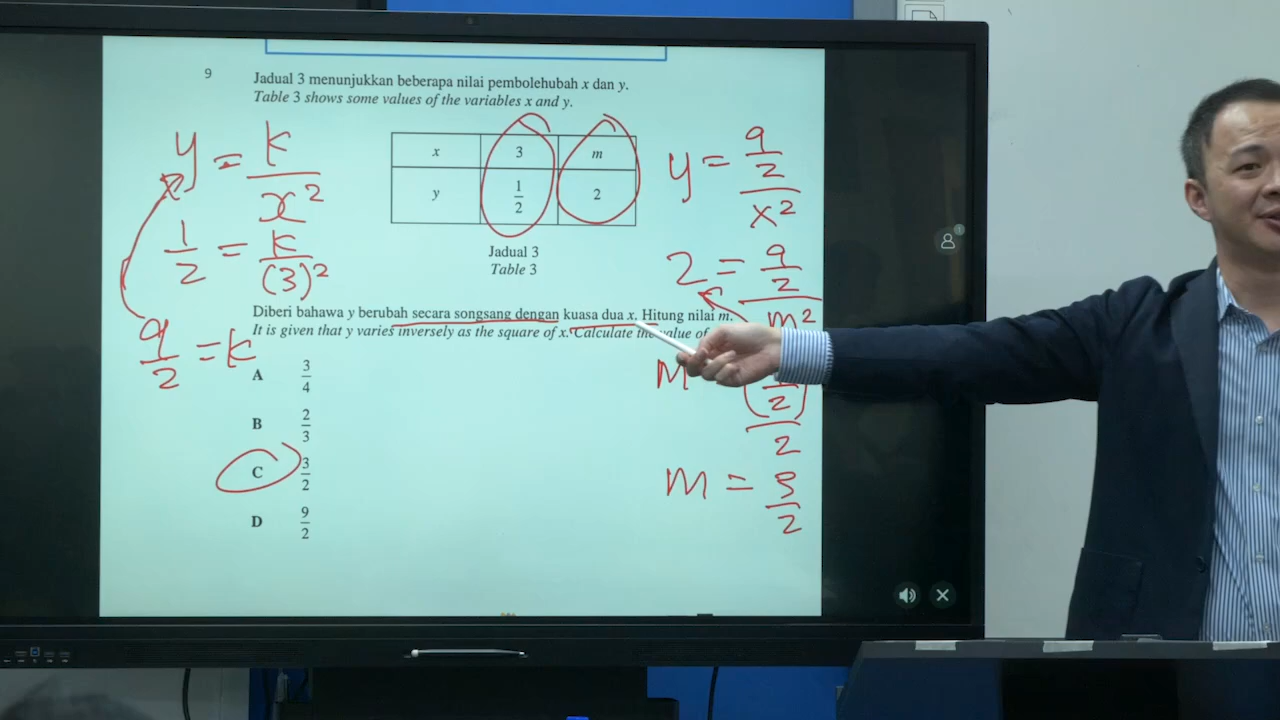 9 Jadual 3 menunjukkan beberapa nilai pembolehubah x dan y.
Table 3 shows some values of the variables x and y.
x 3 m
y 1/2 2
Jadual 3
Table 3
Diberi bahawa y berubah secara songsang dengan kuasa dua x. Hitung nilai m.
It is given that y varies inversely as the square of x. Calculate the value of
A 3/4
B 2/3
C 3/2
D 9/2
y = k/x²
1/2 = k/(3)²
9/2 = k
y = (9/2)/x²
2 = (9/2)/m²
m
2
2
m = 3/2